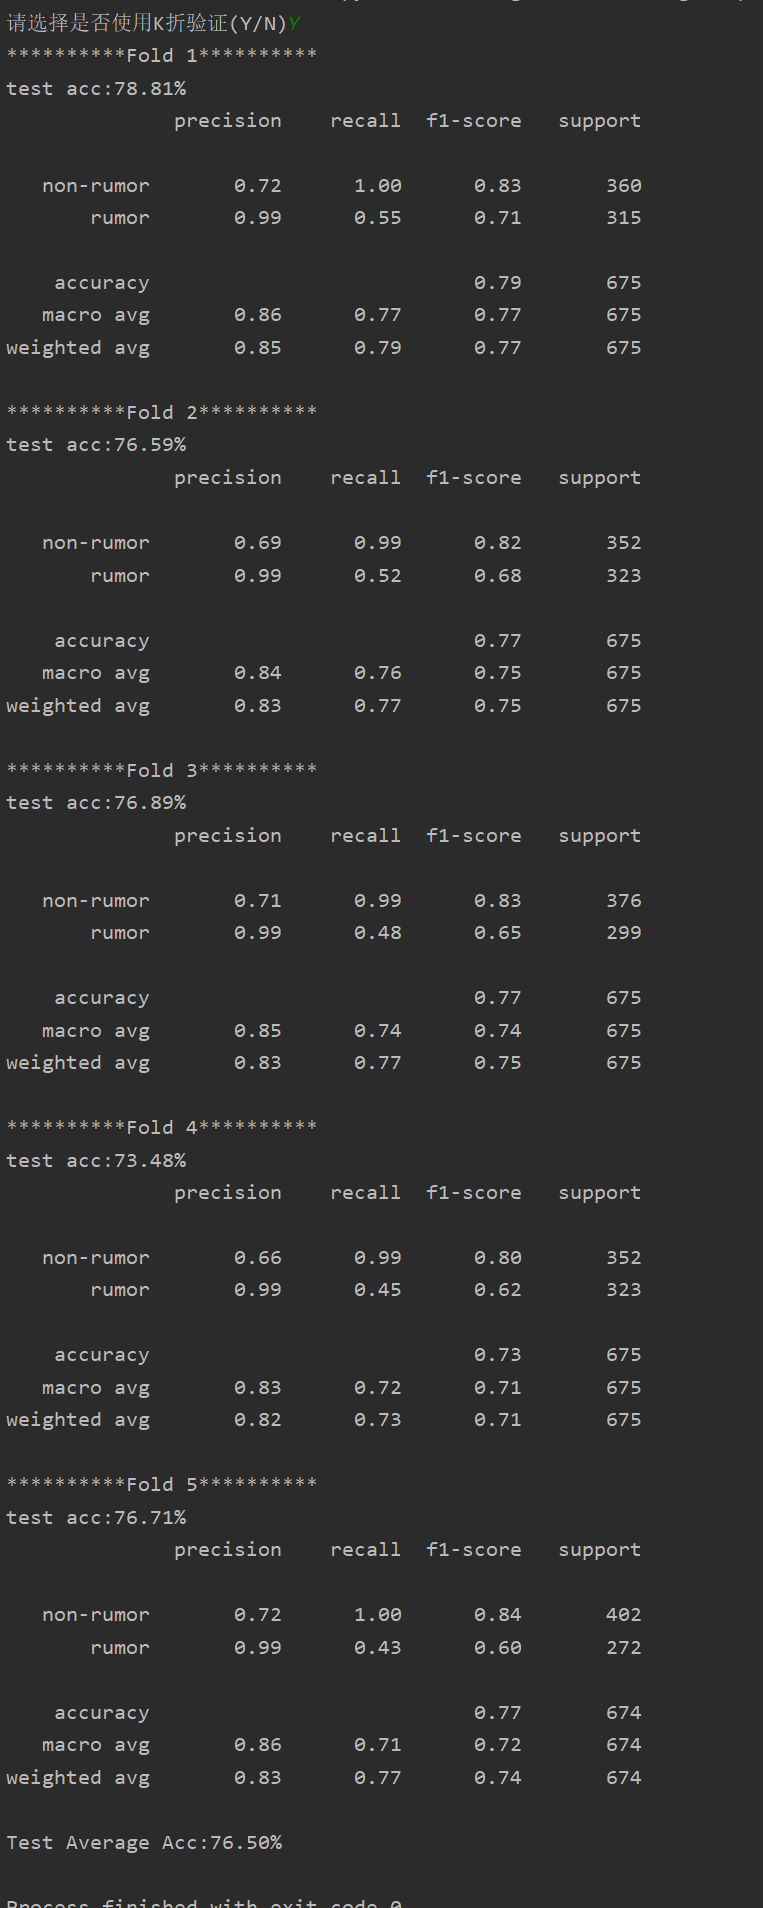 请选择是否使用K折验证(Y/N)Y
**********Fold 1**********
test acc:78.81%
precision recall f1-score support
non-rumor 0.72 1.00 0.83 360
rumor 0.99 0.55 0.71 315
accuracy 0.79 675
macro avg 0.86 0.77 0.77 675
weighted avg 0.85 0.79 0.77 675
**********Fold 2**********
test acc:76.59%
precision recall f1-score support
non-rumor 0.69 0.99 0.82 352
rumor 0.99 0.52 0.68 323
accuracy 0.77 675
macro avg 0.84 0.76 0.75 675
weighted avg 0.83 0.77 0.75 675
**********Fold 3**********
test acc:76.89%
precision recall f1-score support
non-rumor 0.71 0.99 0.83 376
rumor 0.99 0.48 0.65 299
accuracy 0.77 675
macro avg 0.85 0.74 0.74 675
weighted avg 0.83 0.77 0.75 675
**********Fold 4**********
test acc:73.48%
precision recall f1-score support
non-rumor 0.66 0.99 0.80 352
rumor 0.99 0.45 0.62 323
accuracy 0.73 675
macro avg 0.83 0.72 0.71 675
weighted avg 0.82 0.73 0.71 675
**********Fold 5**********
test acc:76.71%
precision recall f1-score support
non-rumor 0.72 1.00 0.84 402
rumor 0.99 0.43 0.60 272
accuracy 0.77 674
macro avg 0.86 0.71 0.72 674
weighted avg 0.83 0.77 0.74 674
Test Average Acc:76.50%
Process finished with exit code 0